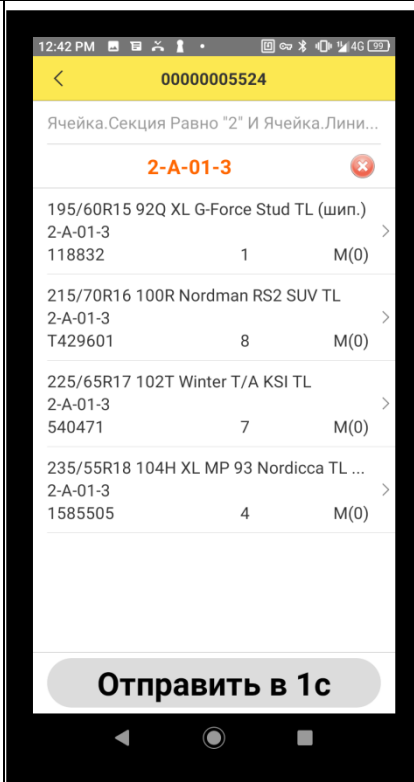 12:42 PM 4G 99
00000005524
Ячейка.Секция Равно "2" И Ячейка.Лини...
2-A-01-3
195/60R15 92Q XL G-Force Stud TL (шип.)
2-A-01-3
118832 1 М(0)
215/70R16 100R Nordman RS2 SUV TL
2-A-01-3
T429601 8 М(0)
225/65R17 102T Winter T/A KSI TL
2-A-01-3
540471 7 М(0)
235/55R18 104H XL MP 93 Nordicca TL ...
2-A-01-3
1585505 4 М(0)
Отправить в 1с